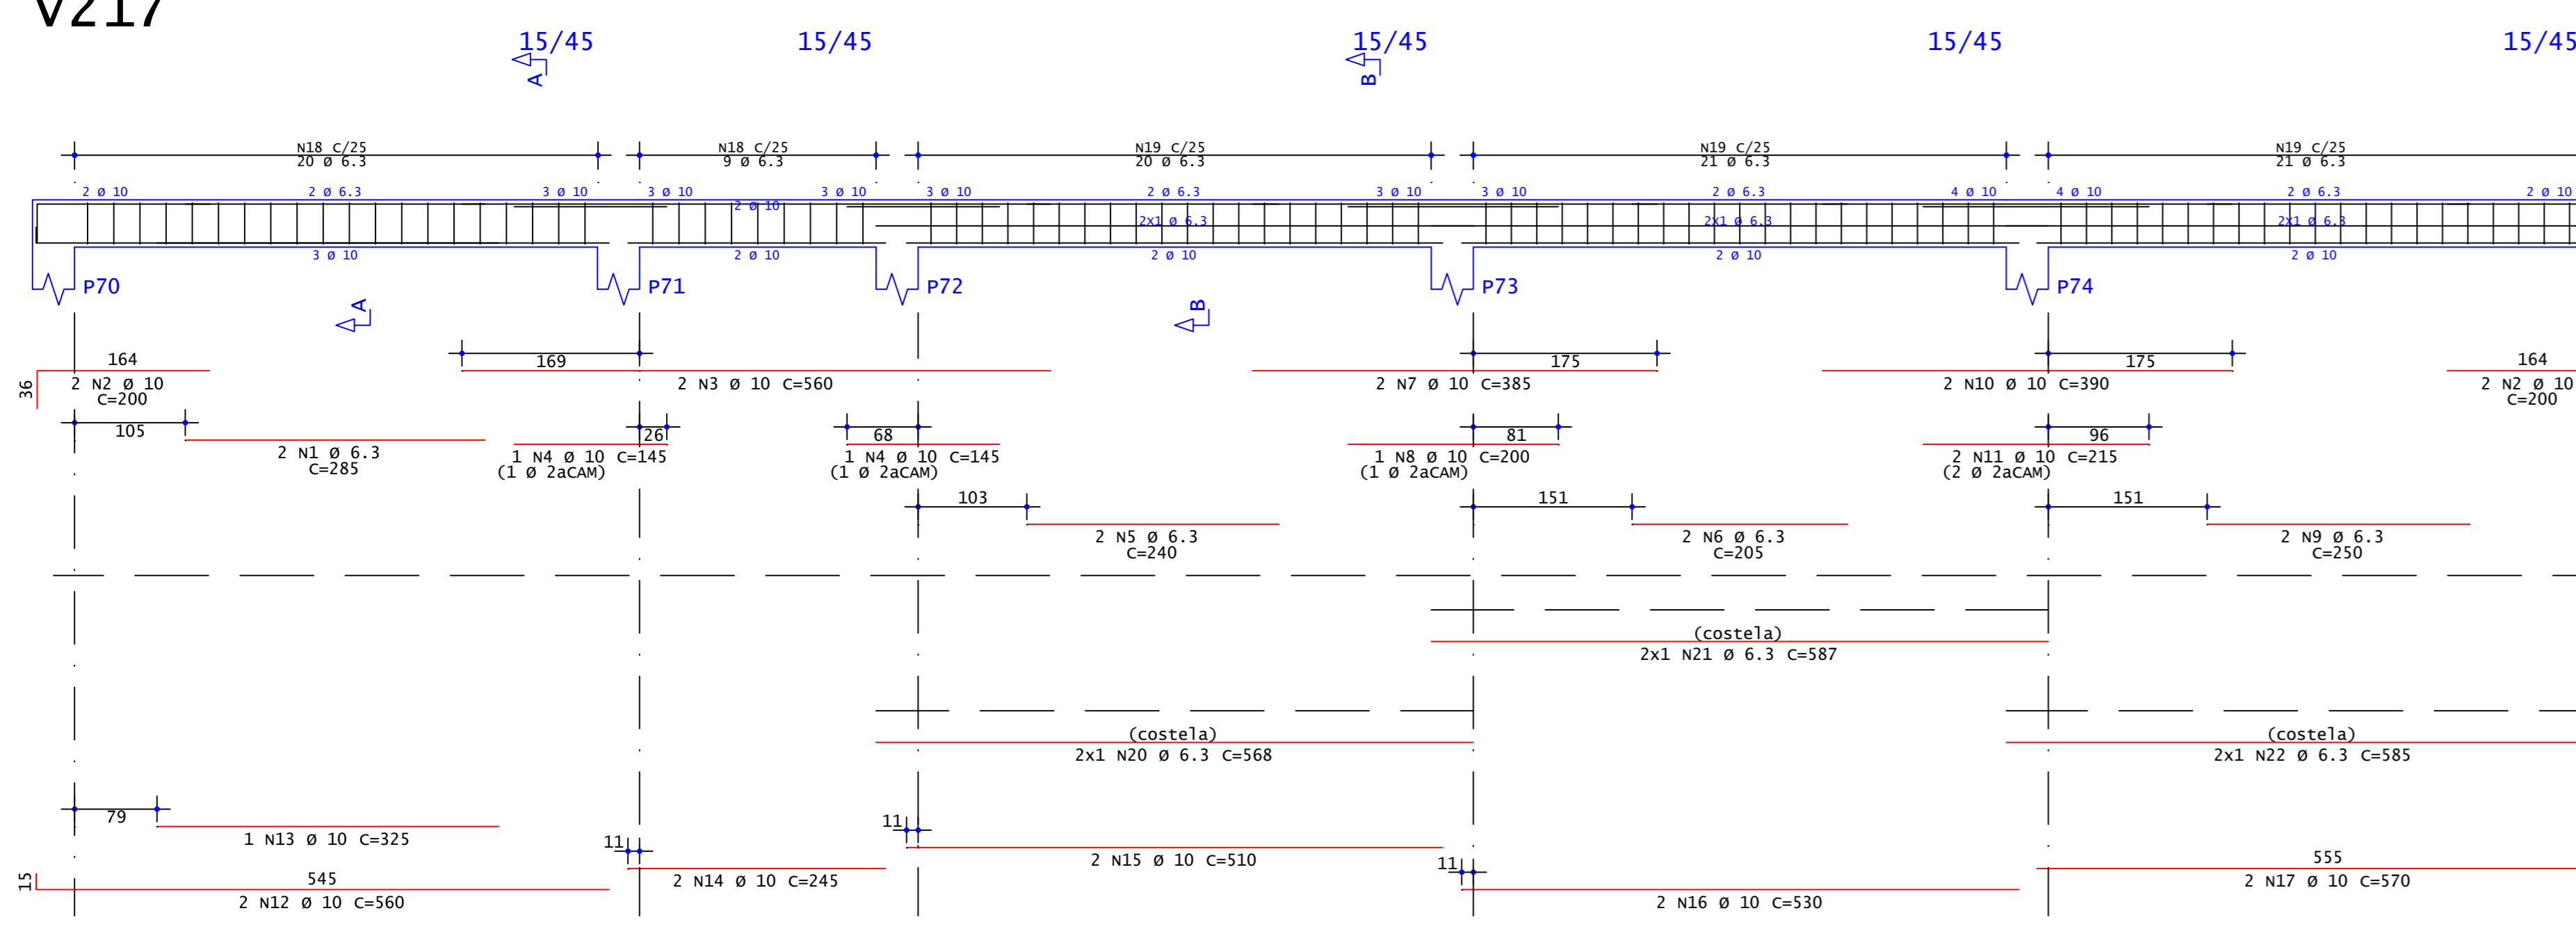 V217
15/45 15/45 15/45 15/45 15/45
A B
N18 C/25 N18 C/25 N19 C/25 N19 C/25 N19 C/25
20 Ø 6.3 9 Ø 6.3 20 Ø 6.3 21 Ø 6.3 21 Ø 6.3
2 Ø 10 2 Ø 6.3 3 Ø 10 3 Ø 10 3 Ø 10 3 Ø 10 2 Ø 6.3 3 Ø 10 3 Ø 10 2 Ø 6.3 4 Ø 10 4 Ø 10 2 Ø 6.3 2 Ø 10
2 Ø 10
2x1 Ø 6.3 2x1 Ø 6.3 2x1 Ø 6.3
3 Ø 10 2 Ø 10 2 Ø 10 2 Ø 10 2 Ø 10
P70 P71 P72 P73 P74
A B
164 169 175 175 164
36 2 N2 Ø 10 2 N3 Ø 10 C=560 2 N7 Ø 10 C=385 2 N10 Ø 10 C=390 2 N2 Ø 10
C=200 C=200
105 26 68 81 96
2 N1 Ø 6.3 1 N4 Ø 10 C=145 1 N4 Ø 10 C=145 1 N8 Ø 10 C=200 2 N11 Ø 10 C=215
C=285 (1 Ø 2aCAM) (1 Ø 2aCAM) (1 Ø 2aCAM) (2 Ø 2aCAM)
103 151 151
2 N5 Ø 6.3 2 N6 Ø 6.3 2 N9 Ø 6.3
C=240 C=205 C=250
(costela)
2x1 N21 Ø 6.3 C=587
(costela) (costela)
2x1 N20 Ø 6.3 C=568 2x1 N22 Ø 6.3 C=585
79 11
1 N13 Ø 10 C=325 11 2 N15 Ø 10 C=510 11 555
15 545 2 N14 Ø 10 C=245 2 N17 Ø 10 C=570
2 N12 Ø 10 C=560 2 N16 Ø 10 C=530